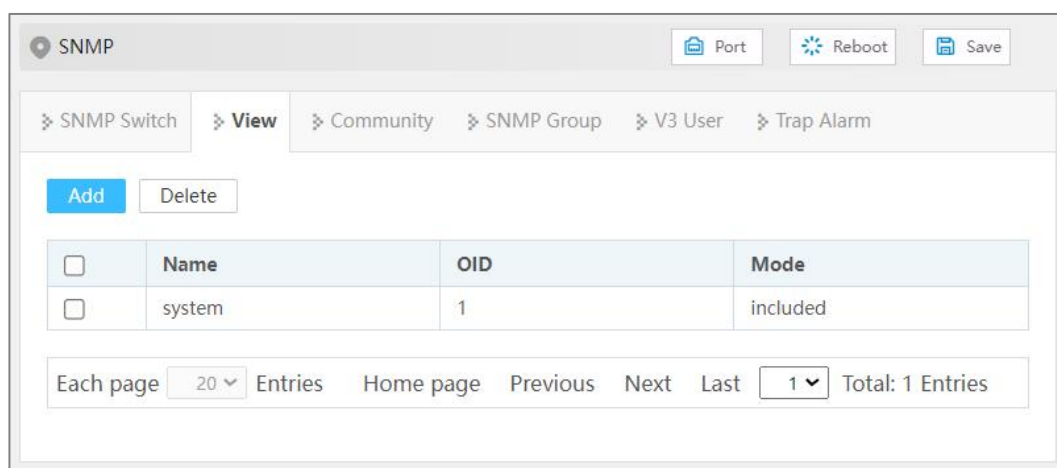 SNMP Port Reboot Save
SNMP Switch View Community SNMP Group V3 User Trap Alarm
Add Delete
Name OID Mode
system 1 included
Each page 20 Entries Home page Previous Next Last 1 Total: 1 Entries